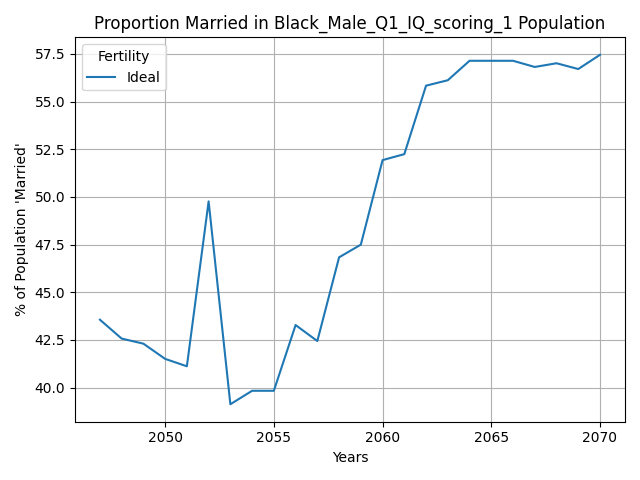 Proportion Married in Black_Male_Q1_IQ_scoring_1 Population
Fertility
Ideal
% of Population 'Married'
57.5
55.0
52.5
50.0
47.5
45.0
42.5
40.0
2050
2055
2060
2065
2070
Years